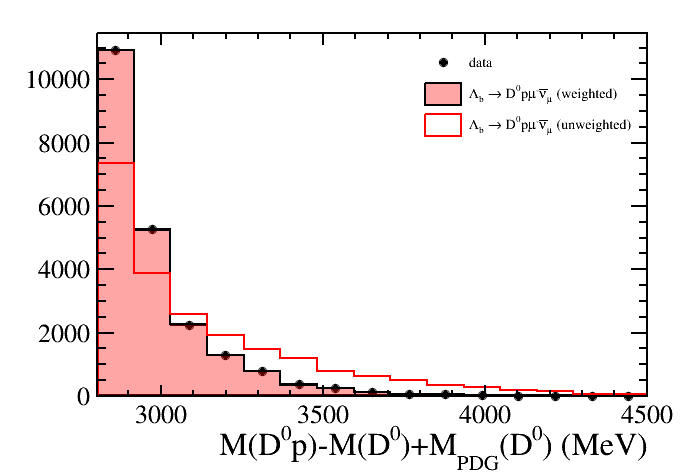 10000
8000
6000
4000
2000
0
data
Λb → D⁰pμ⁻ν̄μ (weighted)
Λb → D⁰pμ⁻ν̄μ (unweighted)
3000 3500 4000 4500
M(D⁰p)-M(D⁰)+M_PDG(D⁰) (MeV)